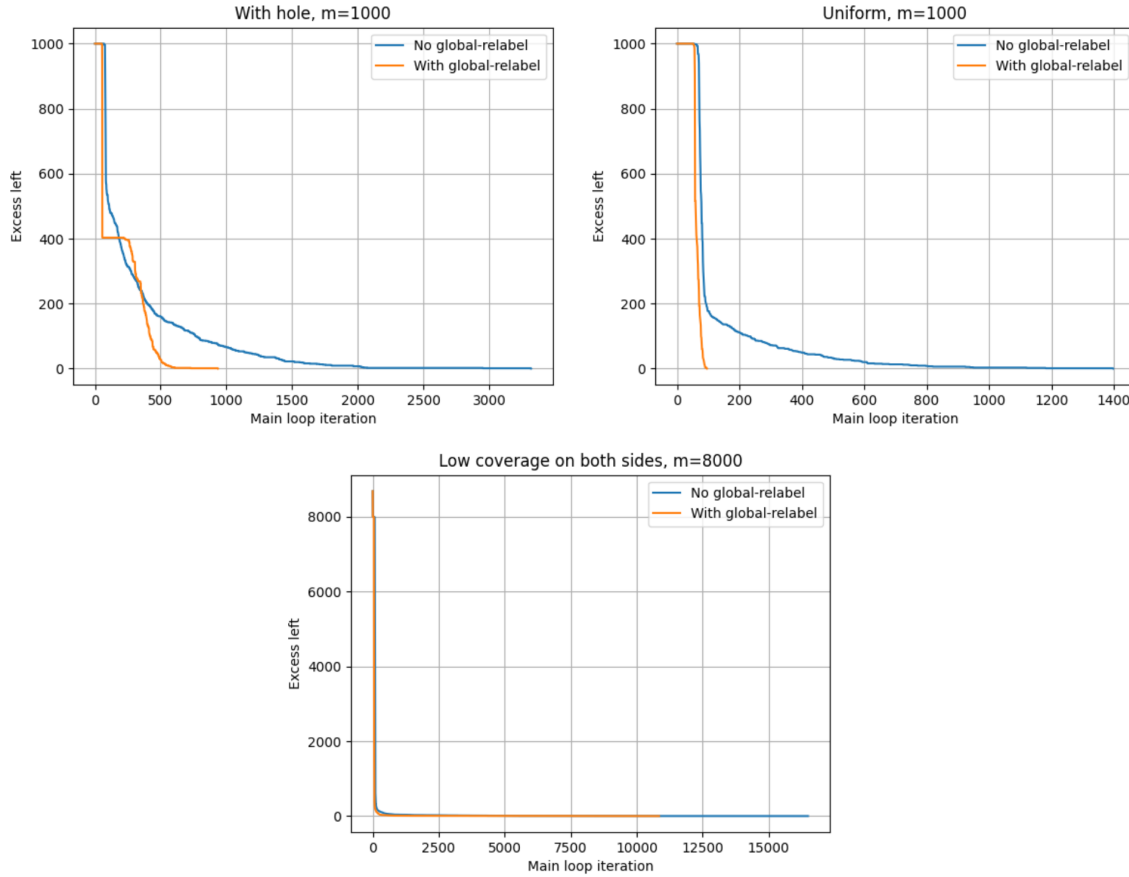 With hole, m=1000
No global-relabel
With global-relabel
Excess left
1000
800
600
400
200
0
0 500 1000 1500 2000 2500 3000
Main loop iteration
Uniform, m=1000
No global-relabel
With global-relabel
Excess left
1000
800
600
400
200
0
0 200 400 600 800 1000 1200 1400
Main loop iteration
Low coverage on both sides, m=8000
No global-relabel
With global-relabel
Excess left
8000
6000
4000
2000
0
0 2500 5000 7500 10000 12500 15000
Main loop iteration